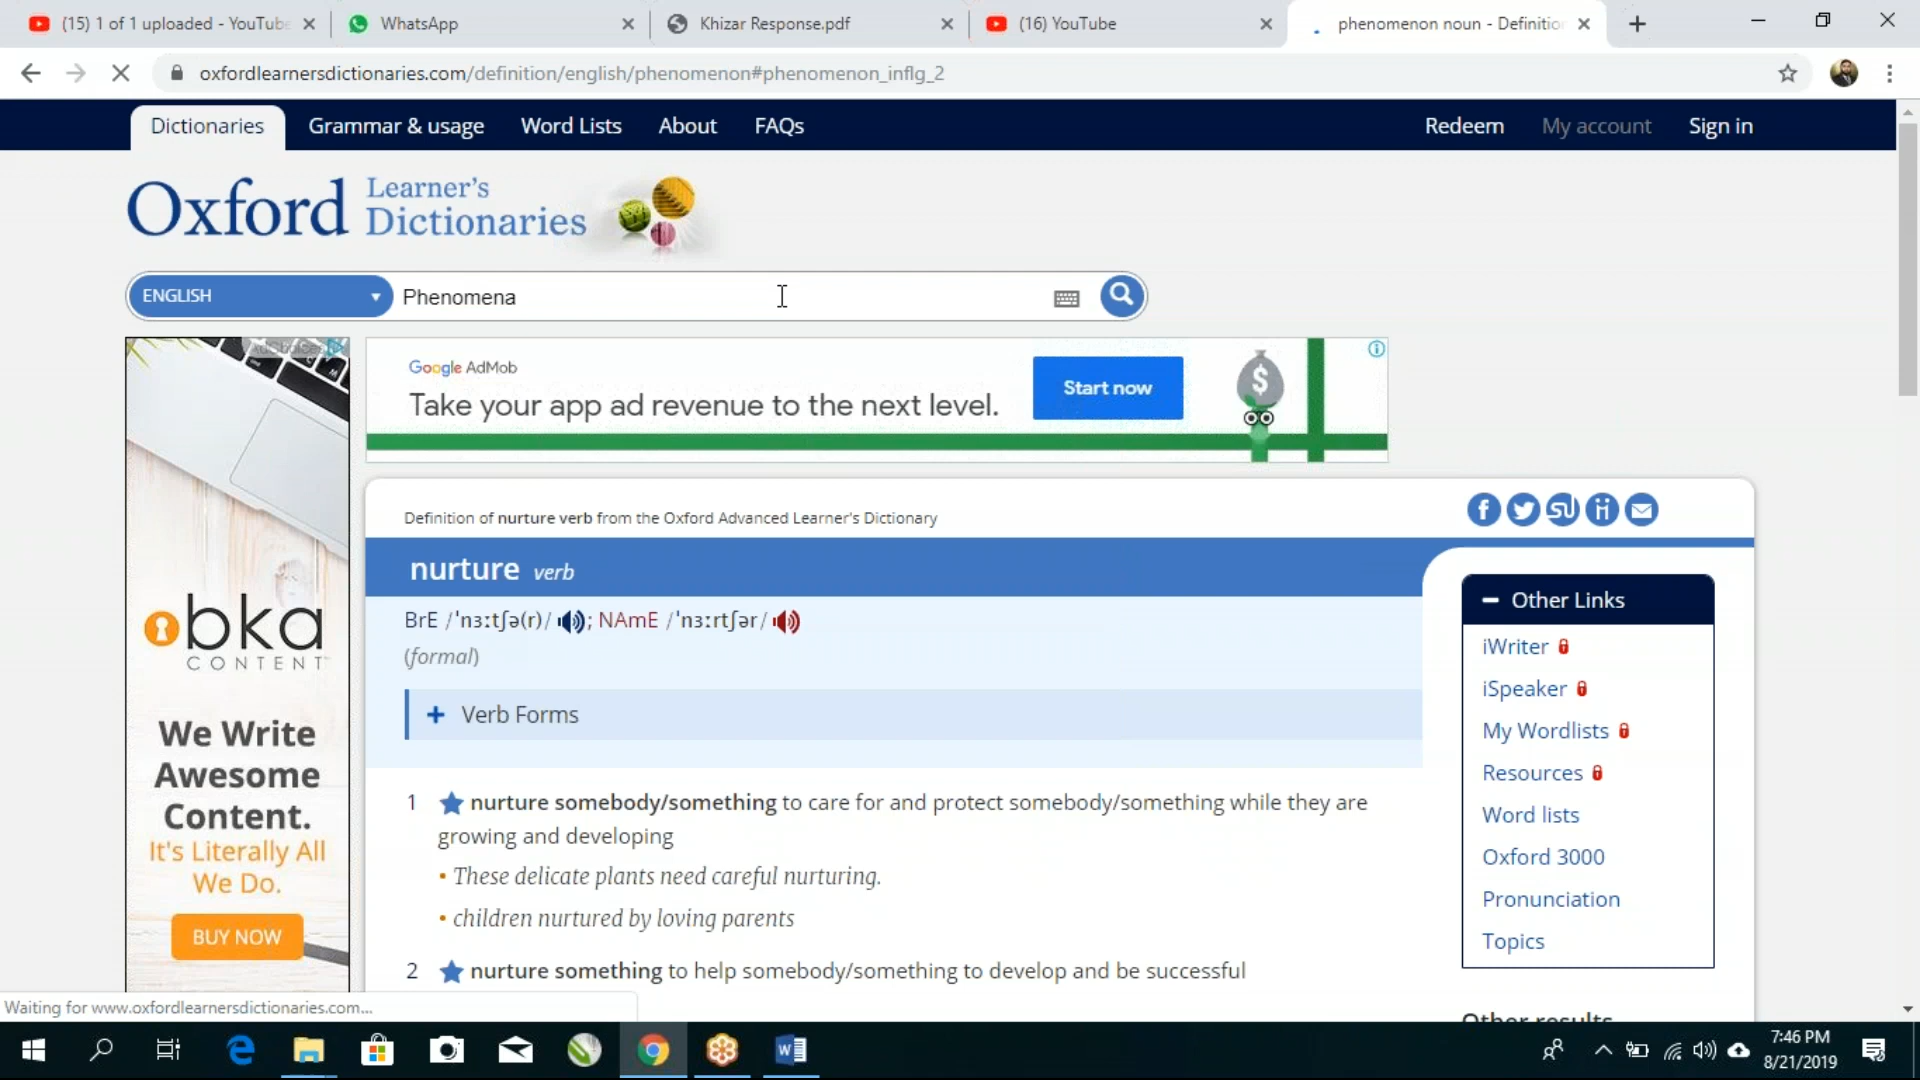 (15) 1 of 1 uploaded - YouTube
WhatsApp
Khizar Response.pdf
(16) YouTube
phenomenon noun - Definition
oxfordlearnersdictionaries.com/definition/english/phenomenon#phenomenon_inflg_2
Dictionaries
Grammar & usage
Word Lists
About
FAQs
Redeem
My account
Sign in
Oxford Learner's Dictionaries
ENGLISH
Phenomena
AdChoices
Google AdMob
Take your app ad revenue to the next level.
Start now
Definition of nurture verb from the Oxford Advanced Learner's Dictionary
nurture verb
BrE /ˈnɜːtʃə(r)/ ; NAmE /ˈnɜːrtʃər/
(formal)
+ Verb Forms
1 nurture somebody/something to care for and protect somebody/something while they are
growing and developing
• These delicate plants need careful nurturing.
• children nurtured by loving parents
2 nurture something to help somebody/something to develop and be successful
bka
CONTENT
We Write
Awesome
Content.
It's Literally All
We Do.
BUY NOW
Other Links
iWriter
iSpeaker
My Wordlists
Resources
Word lists
Oxford 3000
Pronunciation
Topics
Other results
Waiting for www.oxfordlearnersdictionaries.com...
7:46 PM
8/21/2019